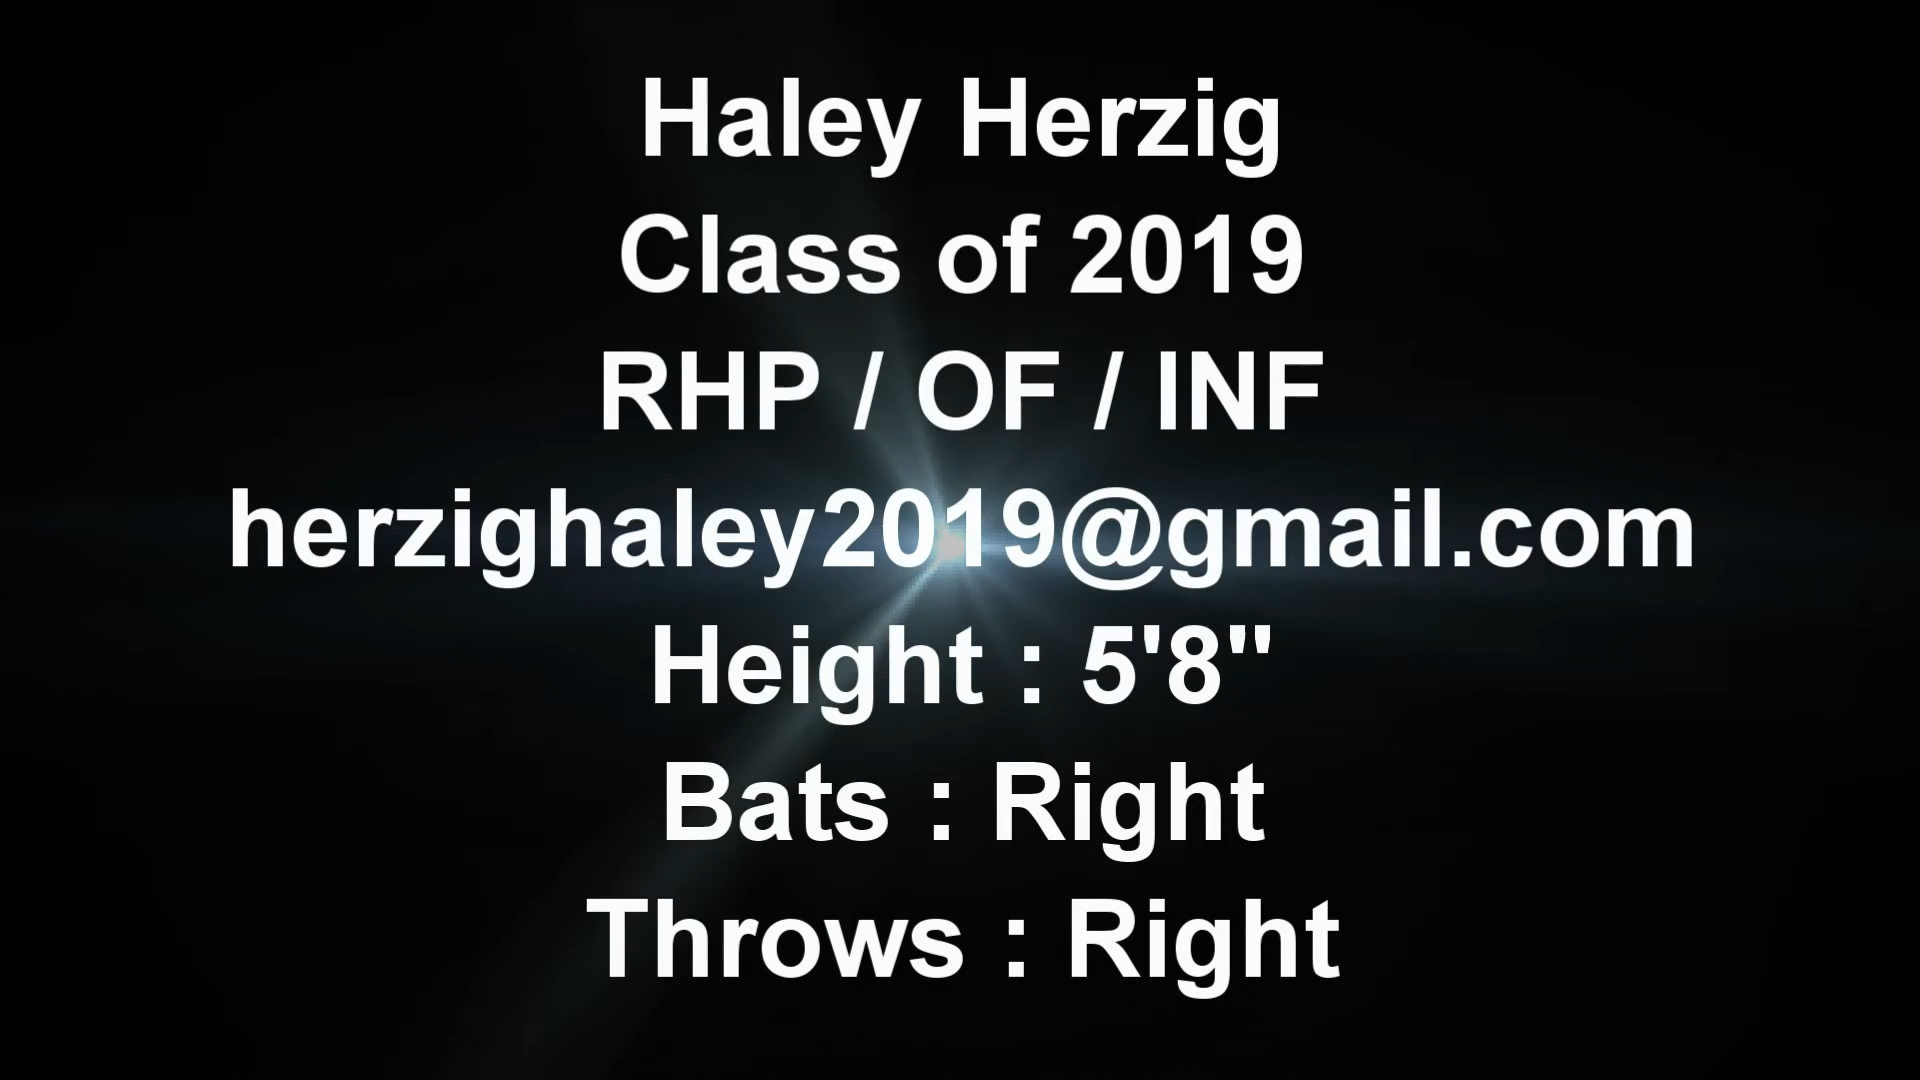 Haley Herzig
Class of 2019
RHP / OF / INF
herzighaley2019@gmail.com
Height : 5'8"
Bats : Right
Throws : Right